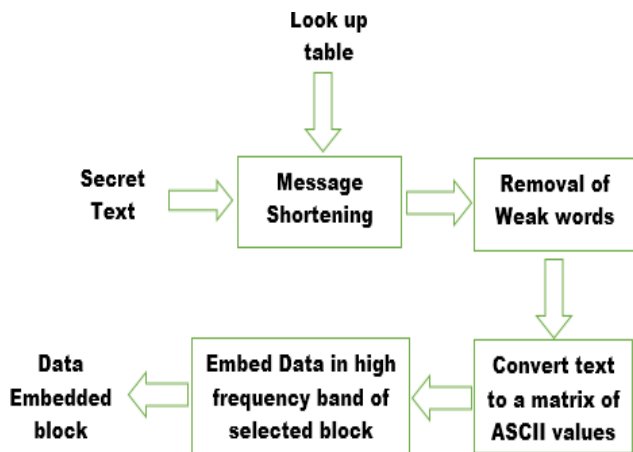 Look up
table
Secret
Text
Message
Shortening
Removal of
Weak words
Convert text
to a matrix of
ASCII values
Embed Data in high
frequency band of
selected block
Data
Embedded
block